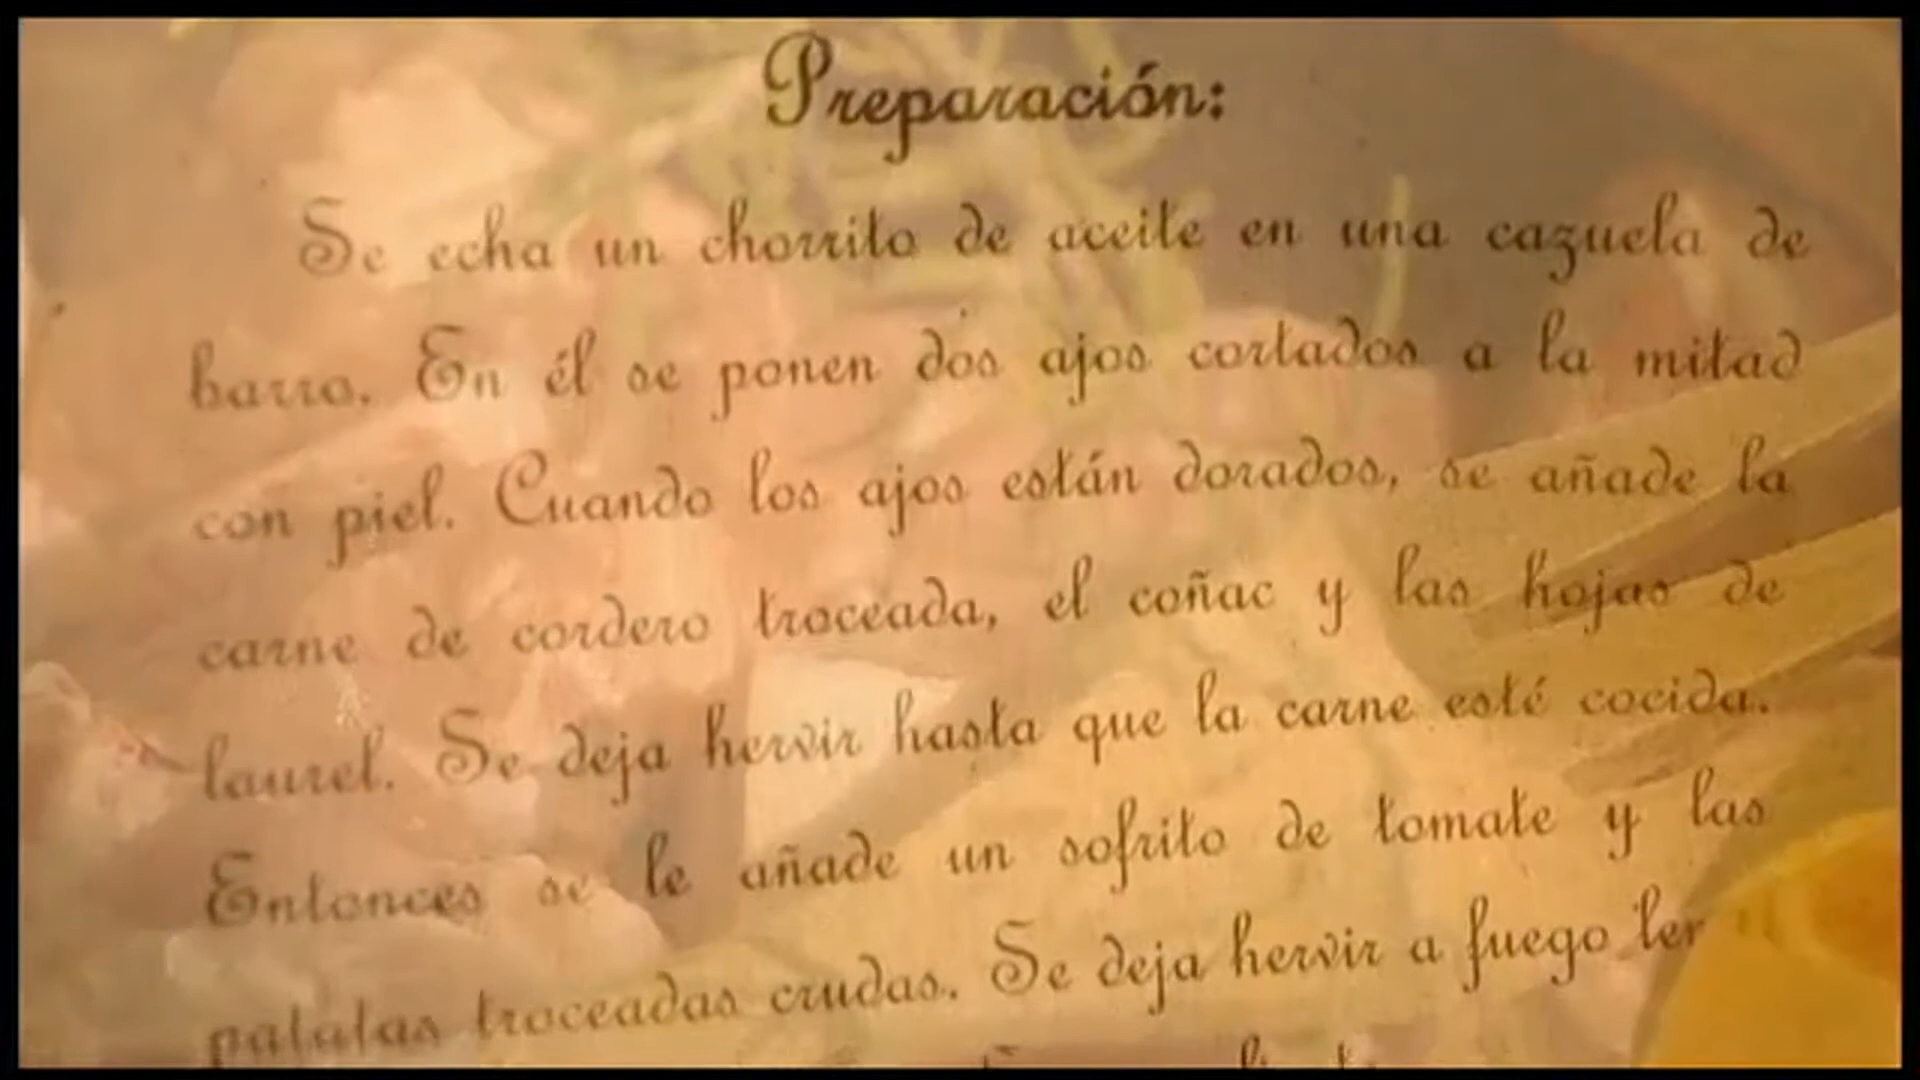 Preparación:
Se echa un chorrito de aceite en una cazuela de
barro. En él se ponen dos ajos cortados a la mitad
con piel. Cuando los ajos están dorados, se añade la
carne de cordero troceada, el coñac y las hojas de
laurel. Se deja hervir hasta que la carne esté cocida.
Entonces se le añade un sofrito de tomate y las
patatas troceadas crudas. Se deja hervir a fuego